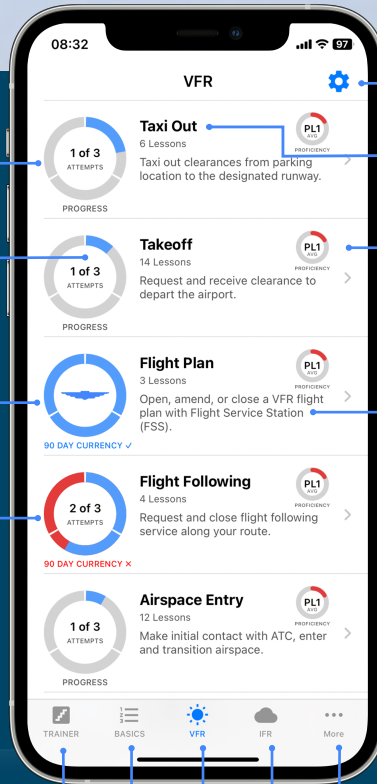 08:32
97
VFR
Taxi Out
6 Lessons
Taxi out clearances from parking
location to the designated runway.
1 of 3
ATTEMPTS
PROGRESS
PL1
AVG
PROFICIENCY
Takeoff
14 Lessons
Request and receive clearance to
depart the airport.
1 of 3
ATTEMPTS
PROGRESS
PL1
AVG
PROFICIENCY
Flight Plan
3 Lessons
Open, amend, or close a VFR flight
plan with Flight Service Station
(FSS).
90 DAY CURRENCY ✓
PL1
AVG
PROFICIENCY
Flight Following
4 Lessons
Request and close flight following
service along your route.
2 of 3
ATTEMPTS
90 DAY CURRENCY ×
PL1
AVG
PROFICIENCY
Airspace Entry
12 Lessons
Make initial contact with ATC, enter
and transition airspace.
1 of 3
ATTEMPTS
PROGRESS
PL1
AVG
PROFICIENCY
TRAINER
1
2
3
BASICS
VFR
IFR
More